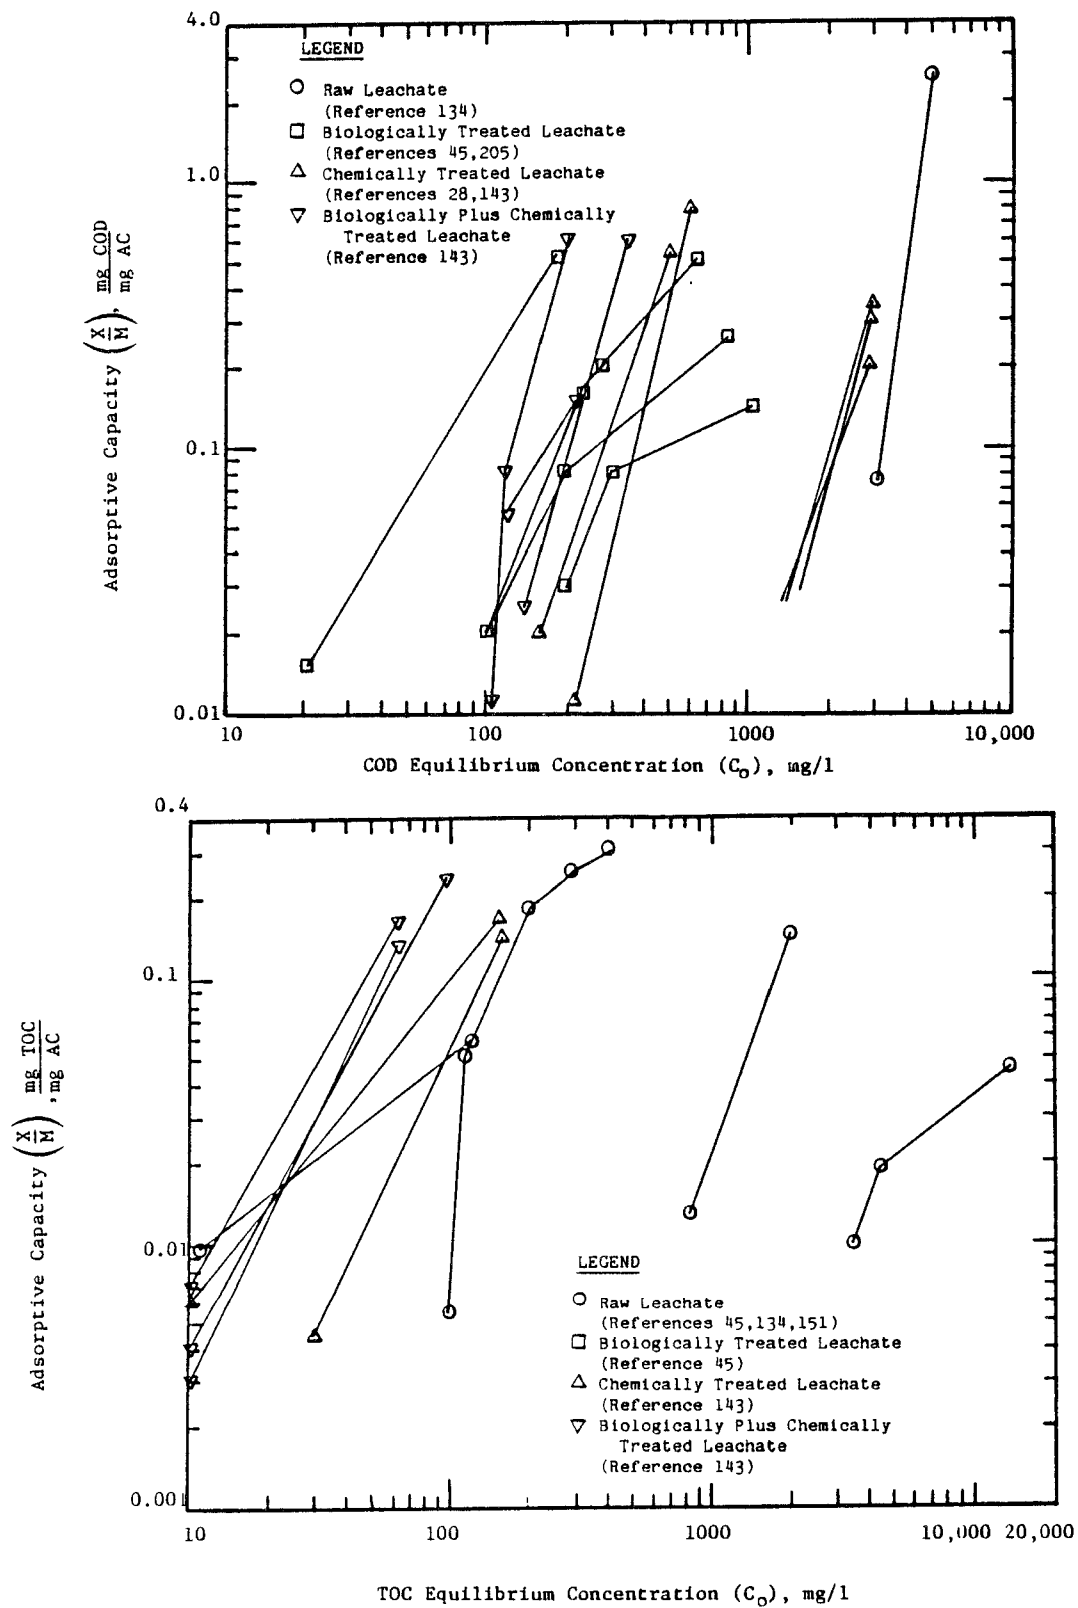 4.0
LEGEND
Raw Leachate
(Reference 134)
Biologically Treated Leachate
(References 45,205)
Chemically Treated Leachate
(References 28,143)
Biologically Plus Chemically
Treated Leachate
(Reference 143)
1.0
0.1
0.01
Adsorptive Capacity (X/M), mg COD/mg AC
10 100 1000 10,000
COD Equilibrium Concentration (Co), mg/l
0.4
0.1
0.01
0.001
Adsorptive Capacity (X/M), mg TOC/mg AC
LEGEND
Raw Leachate
(References 45,134,151)
Biologically Treated Leachate
(Reference 45)
Chemically Treated Leachate
(Reference 143)
Biologically Plus Chemically
Treated Leachate
(Reference 143)
10 100 1000 10,000 20,000
TOC Equilibrium Concentration (Co), mg/l